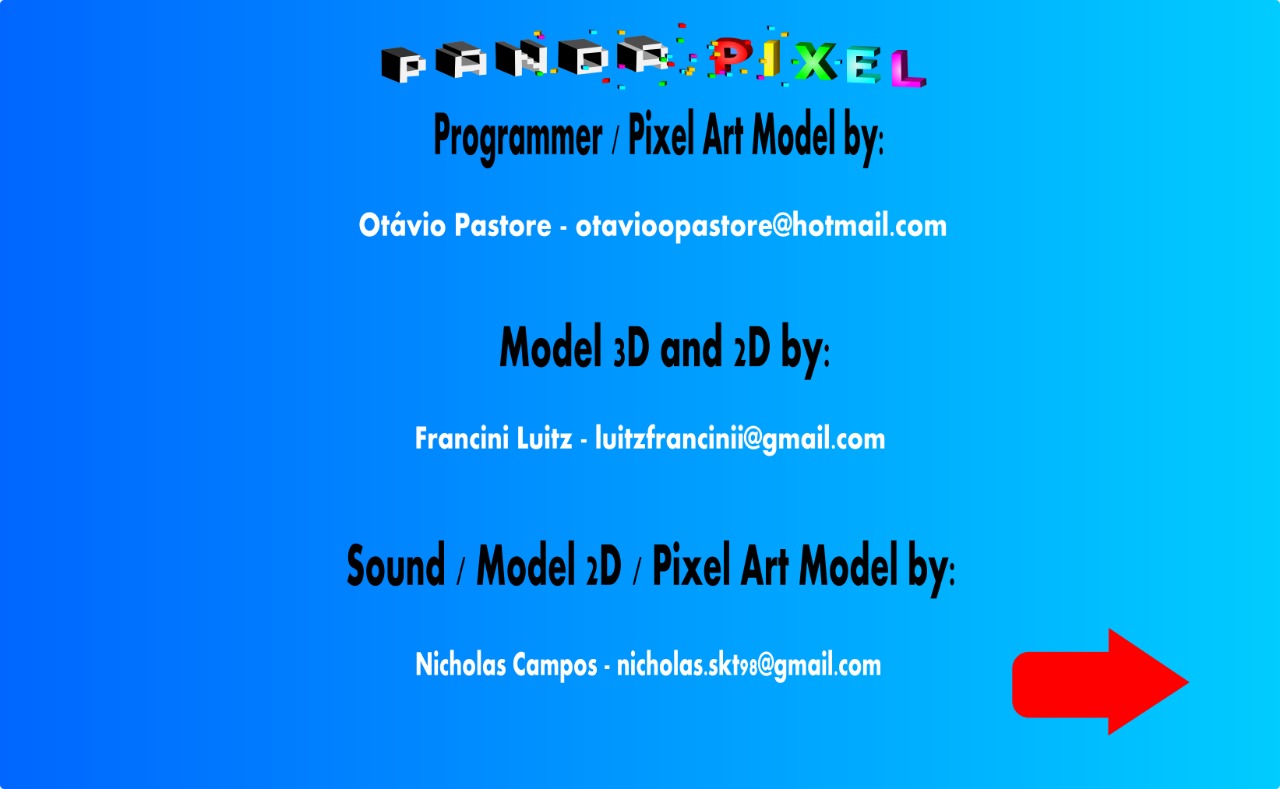 PANDA PIXEL
Programmer / Pixel Art Model by:
Otávio Pastore - otavioopastore@hotmail.com
Model 3D and 2D by:
Francini Luitz - luitzfrancinii@gmail.com
Sound / Model 2D / Pixel Art Model by:
Nicholas Campos - nicholas.skt98@gmail.com